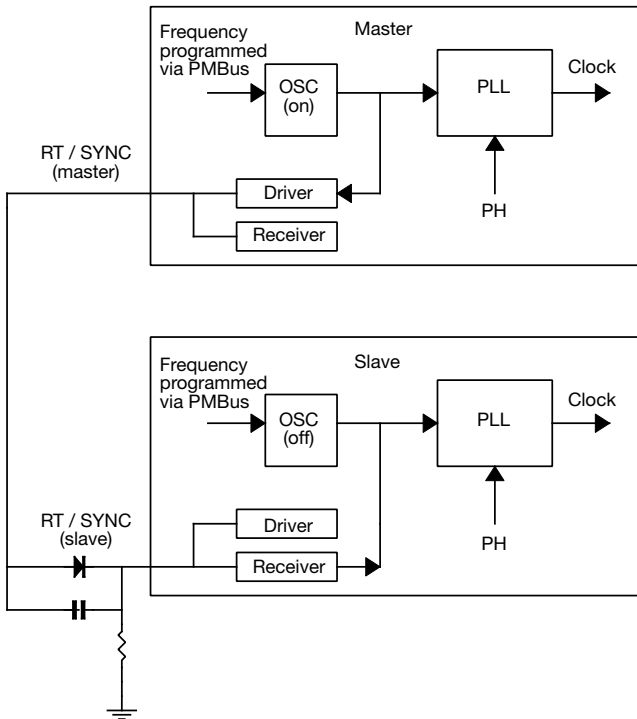 Frequency
programmed
via PMBus
Master
OSC
(on)
PLL
Clock
RT / SYNC
(master)
Driver
Receiver
PH
Frequency
programmed
via PMBus
Slave
OSC
(off)
PLL
Clock
RT / SYNC
(slave)
Driver
Receiver
PH